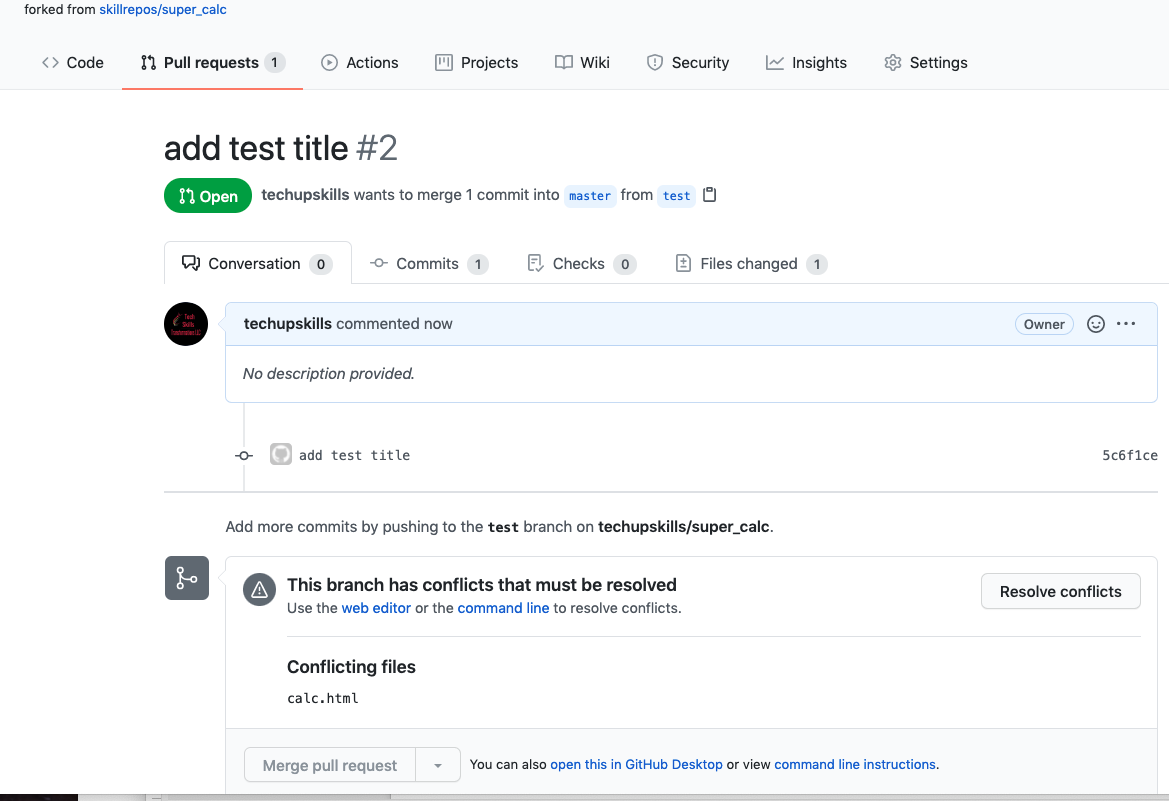 forked from skillrepos/super_calc
Code Pull requests 1 Actions Projects Wiki Security Insights Settings
add test title #2
Open techupskills wants to merge 1 commit into master from test
Conversation 0 Commits 1 Checks 0 Files changed 1
techupskills commented now Owner
No description provided.
add test title 5c6f1ce
Add more commits by pushing to the test branch on techupskills/super_calc.
This branch has conflicts that must be resolved
Use the web editor or the command line to resolve conflicts.
Resolve conflicts
Conflicting files
calc.html
Merge pull request You can also open this in GitHub Desktop or view command line instructions.